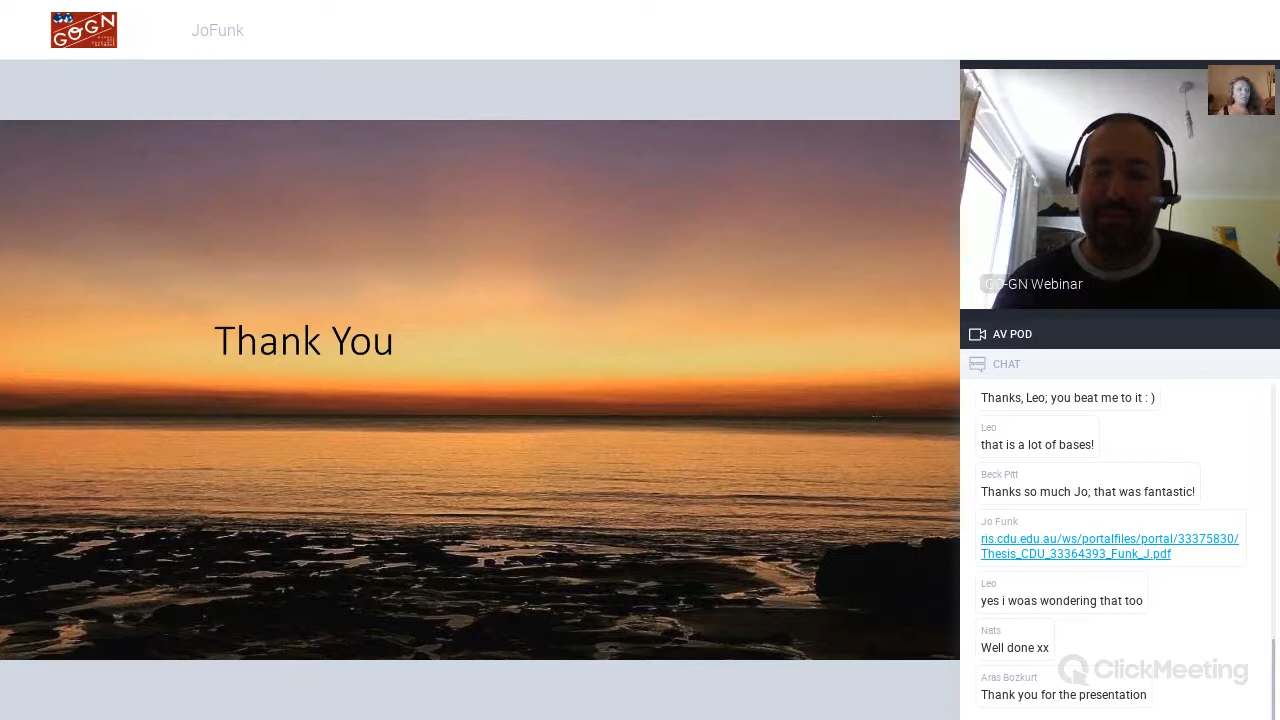 GO-GN
JoFunk
Thank You
GO-GN Webinar
AV POD
CHAT
Thanks, Leo; you beat me to it : )
Leo
that is a lot of bases!
Beck Pitt
Thanks so much Jo; that was fantastic!
Jo Funk
ris.cdu.edu.au/ws/portalfiles/portal/33375830/
Thesis_CDU_33364393_Funk_J.pdf
Leo
yes i woas wondering that too
Nats
Well done xx
ClickMeeting
Aras Bozkurt
Thank you for the presentation